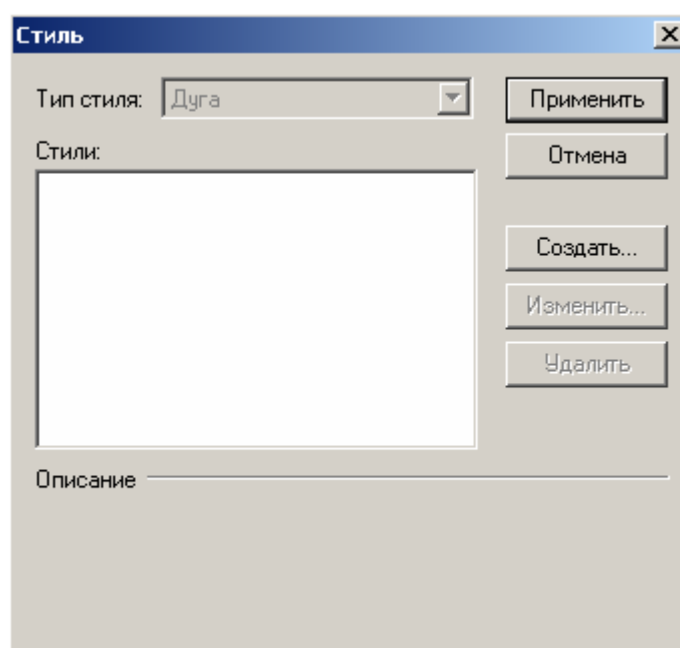 Стиль
Тип стиля: Дуга
Применить
Стили:
Отмена
Создать...
Изменить...
Удалить
Описание